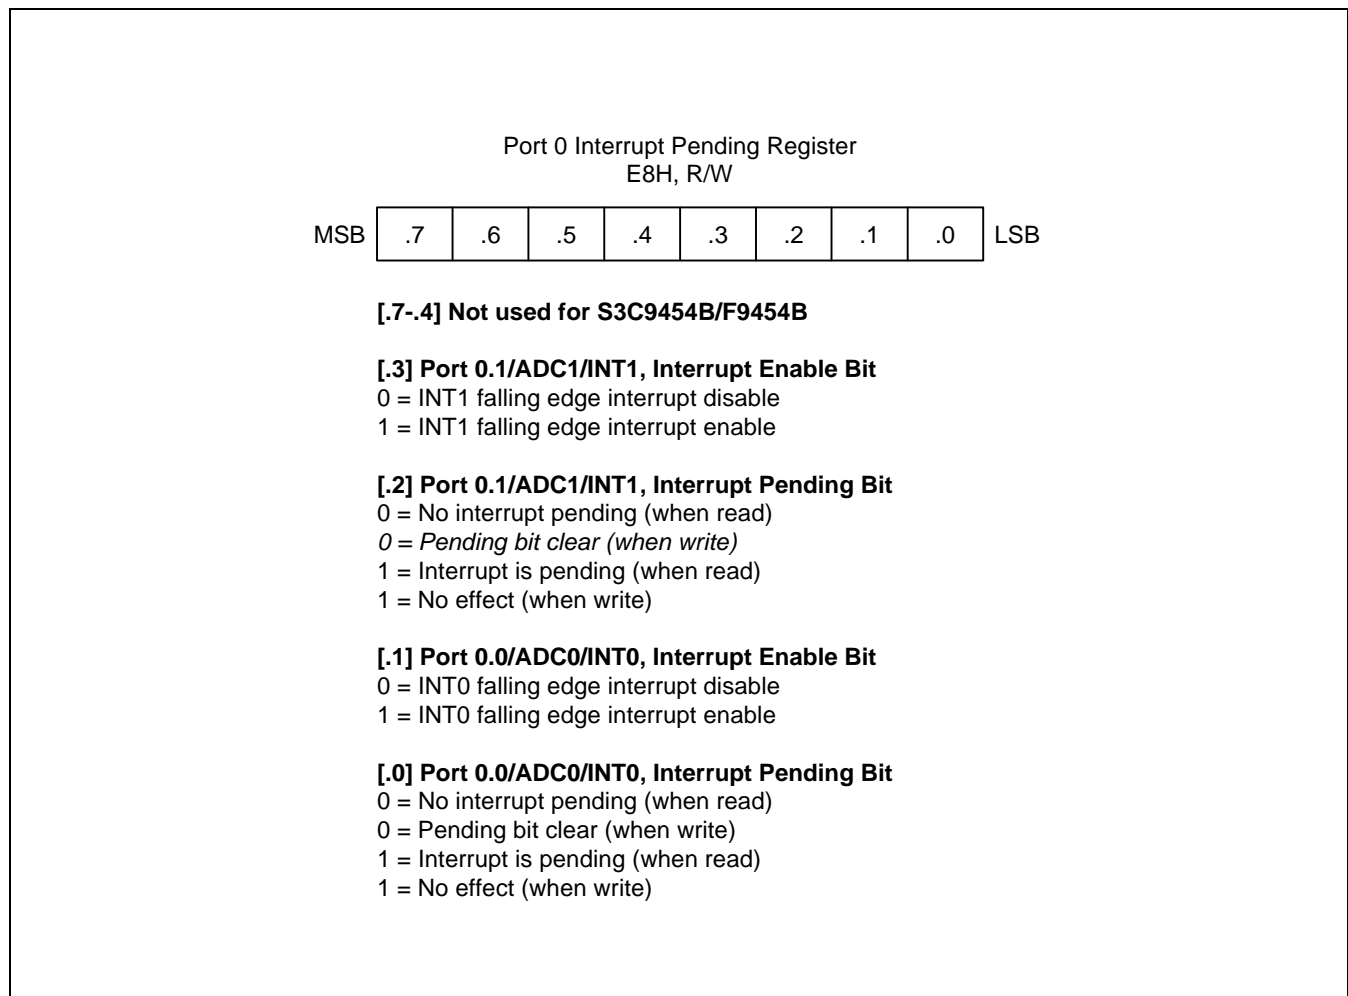 Port 0 Interrupt Pending Register
E8H, R/W
MSB .7 .6 .5 .4 .3 .2 .1 .0 LSB
[.7-.4] Not used for S3C9454B/F9454B
[.3] Port 0.1/ADC1/INT1, Interrupt Enable Bit
0 = INT1 falling edge interrupt disable
1 = INT1 falling edge interrupt enable
[.2] Port 0.1/ADC1/INT1, Interrupt Pending Bit
0 = No interrupt pending (when read)
0 = Pending bit clear (when write)
1 = Interrupt is pending (when read)
1 = No effect (when write)
[.1] Port 0.0/ADC0/INT0, Interrupt Enable Bit
0 = INT0 falling edge interrupt disable
1 = INT0 falling edge interrupt enable
[.0] Port 0.0/ADC0/INT0, Interrupt Pending Bit
0 = No interrupt pending (when read)
0 = Pending bit clear (when write)
1 = Interrupt is pending (when read)
1 = No effect (when write)